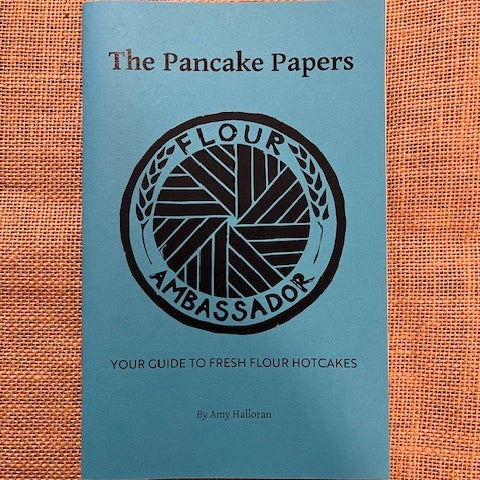 The Pancake Papers
FLOUR
AMBASSADOR
YOUR GUIDE TO FRESH FLOUR HOTCAKES
By Amy Halloran